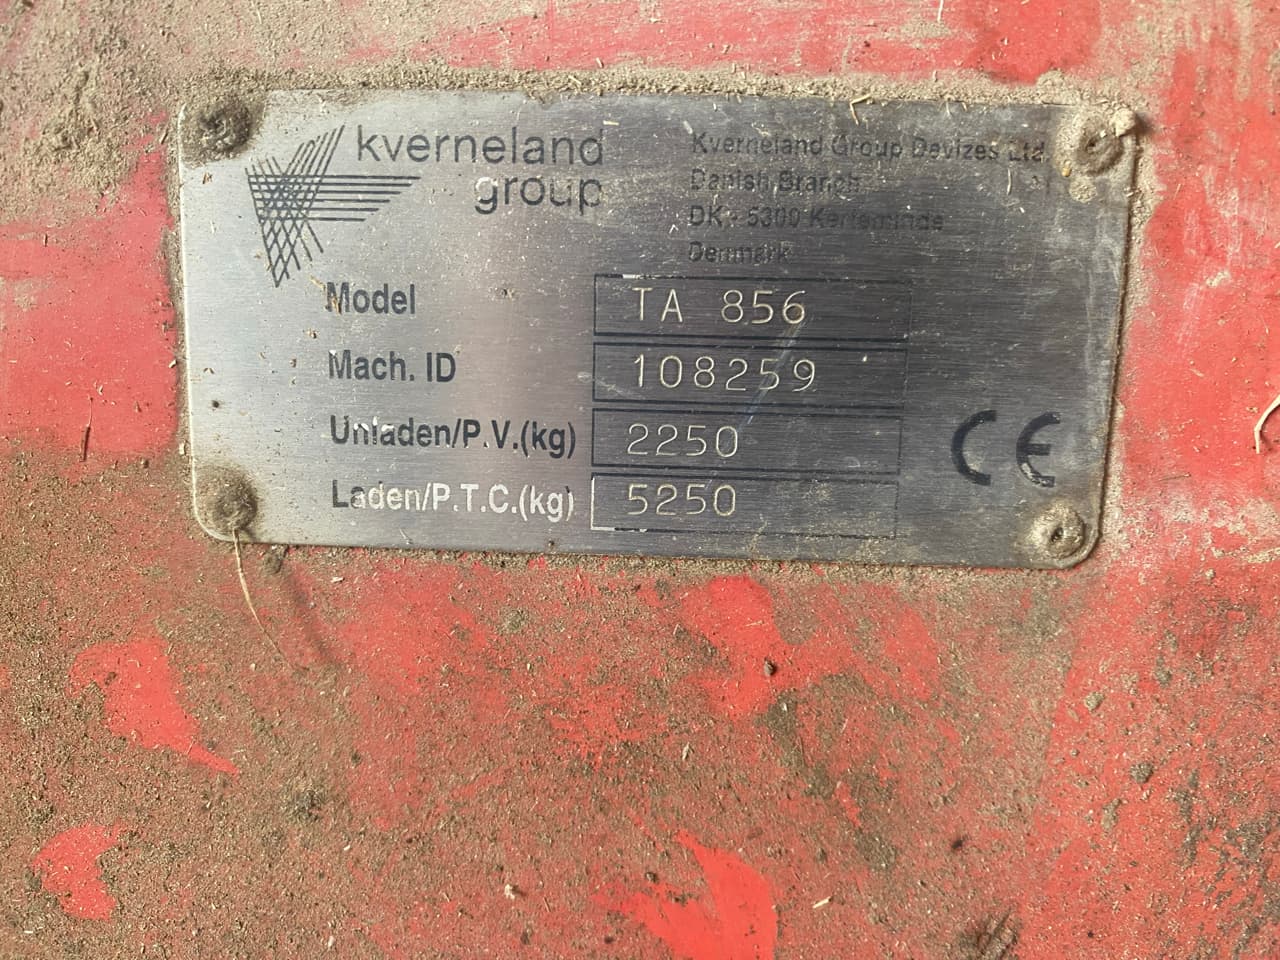 kverneland
group
Kverneland Group Devizes Ltd.
Danish Branch
DK - 5300 Kerteminde
Denmark
Model TA 856
Mach. ID 108259
Unladen/P.V.(kg) 2250
Laden/P.T.C.(kg) 5250
CE